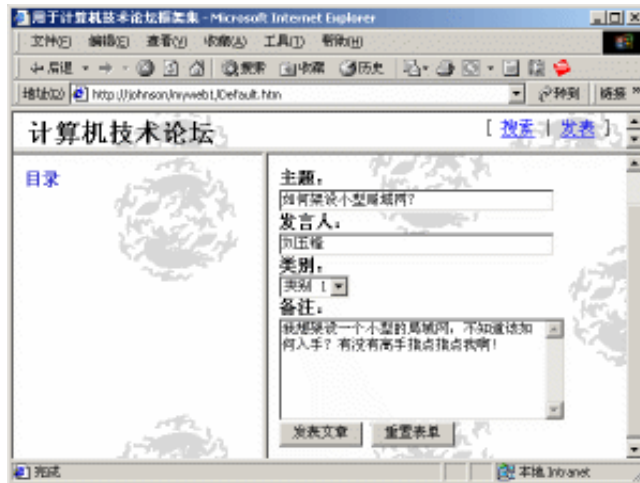 用于计算机技术论坛框架集 - Microsoft Internet Explorer
文件(F) 编辑(E) 查看(V) 收藏(A) 工具(T) 帮助(H)
后退 搜索 收藏 历史
地址(D) http://johnson/myweb1/Default.htm 转到 链接 »
计算机技术论坛 [ 搜索 | 发表 ]
目录
主题：
如何架设小型局域网?
发言人：
刘五锋
类别：
类别 1
备注：
我想架设一个小型的局域网，不知道该如
何入手? 有没有高手指点指点我啊!
发表文章 重置表单
完成 本地 Intranet